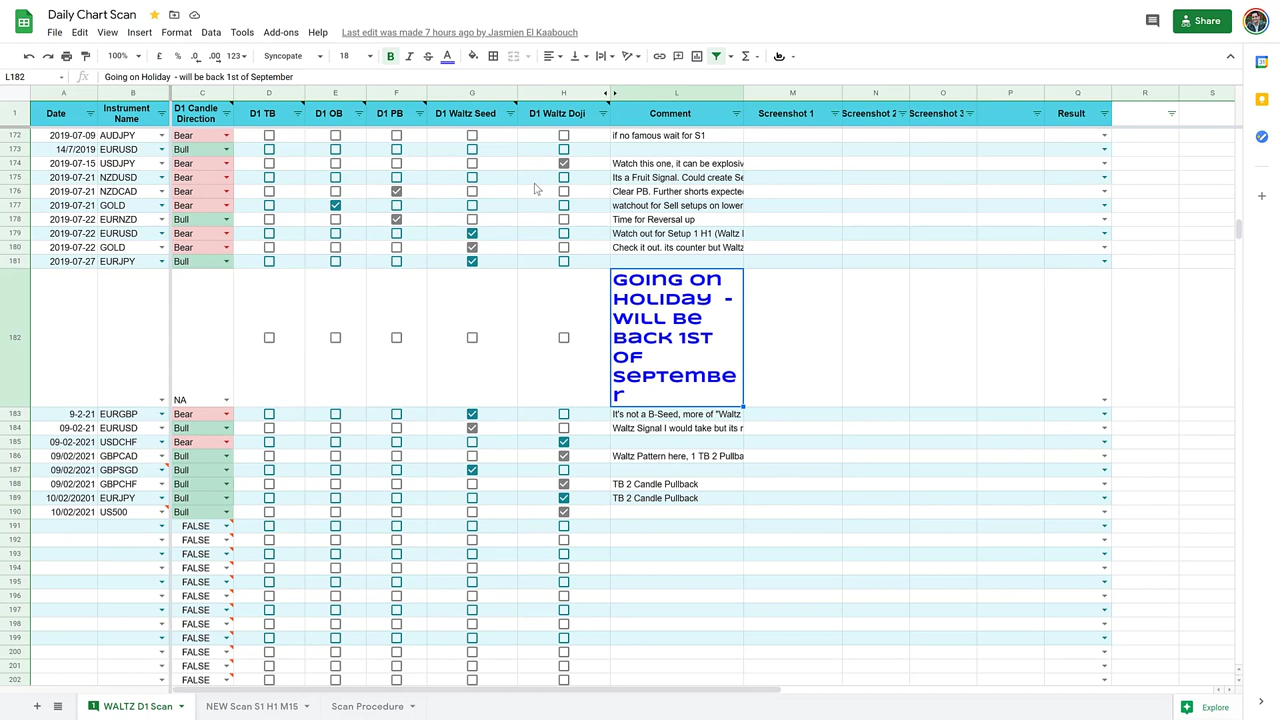 Daily Chart Scan
File Edit View Insert Format Data Tools Add-ons Help Last edit was made 7 hours ago by Jasmien El Kaabouch
Share
100% £ % .0 .00 123 Syncopate 18 B I S A
L182 fx Going on Holiday - will be back 1st of September
A B C D E F G H L M N O P Q R S
1 Date Instrument Name D1 Candle Direction D1 TB D1 OB D1 PB D1 Waltz Seed D1 Waltz Doji Comment Screenshot 1 Screenshot 2 Screenshot 3 Result
172 2019-07-09 AUDJPY Bear if no famous wait for S1
173 14/7/2019 EURUSD Bull
174 2019-07-15 USDJPY Bear Watch this one, it can be explosiv
175 2019-07-21 NZDUSD Bear Its a Fruit Signal. Could create Se
176 2019-07-21 NZDCAD Bear Clear PB. Further shorts expecte
177 2019-07-21 GOLD Bear watchout for Sell setups on lower
178 2019-07-22 EURNZD Bull Time for Reversal up
179 2019-07-22 EURUSD Bear Watch out for Setup 1 H1 (Waltz
180 2019-07-22 GOLD Bear Check it out. its counter but Waltz
181 2019-07-27 EURJPY Bull
182 NA
Going on
Holiday -
will be
back 1st
of
Septembe
r
183 9-2-21 EURGBP Bear It's not a B-Seed, more of "Waltz
184 09-02-21 EURUSD Bull Waltz Signal I would take but its r
185 09-02-2021 USDCHF Bear
186 09/02/2021 GBPCAD Bull Waltz Pattern here, 1 TB 2 Pullba
187 09/02/2021 GBPSGD Bull
188 09/02/2021 GBPCHF Bull TB 2 Candle Pullback
189 10/02/20201 EURJPY Bull TB 2 Candle Pullback
190 10/02/2021 US500 Bull
191 FALSE
192 FALSE
193 FALSE
194 FALSE
195 FALSE
196 FALSE
197 FALSE
198 FALSE
199 FALSE
200 FALSE
201 FALSE
202 FALSE
1 WALTZ D1 Scan NEW Scan S1 H1 M15 Scan Procedure Explore